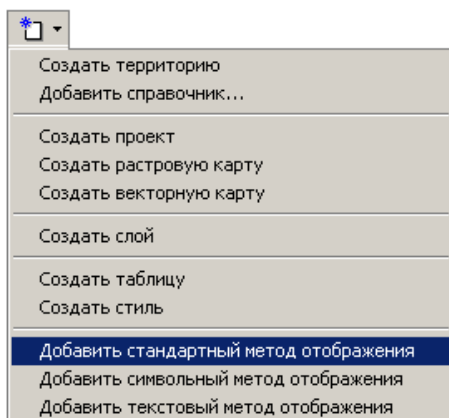 Создать территорию
Добавить справочник...
Создать проект
Создать растровую карту
Создать векторную карту
Создать слой
Создать таблицу
Создать стиль
Добавить стандартный метод отображения
Добавить символьный метод отображения
Добавить текстовый метод отображения